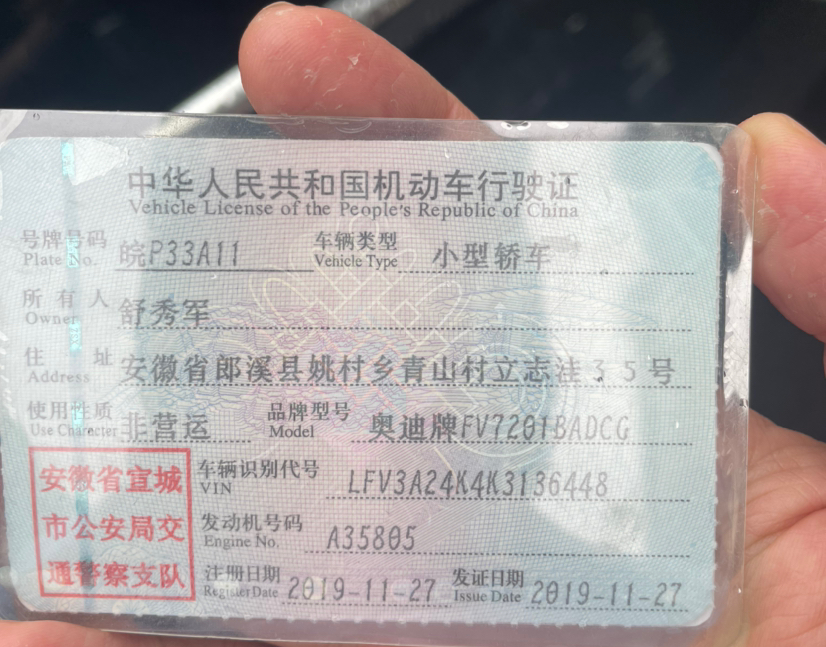 中华人民共和国机动车行驶证
Vehicle License of the People's Republic of China
号牌号码 皖P33A11 车辆类型 小型轿车
Plate No. Vehicle Type
所有人 舒秀军
Owner
住址 安徽省郎溪县姚村乡青山村立志洼35号
Address
使用性质 非营运 品牌型号 奥迪牌FV7201BADCG
Use Character Model
安徽省宣城 车辆识别代号 LFV3A24K4K3136448
VIN
市公安局交 发动机号码 A35805
Engine No.
通警察支队 注册日期 2019-11-27 发证日期 2019-11-27
Register Date Issue Date